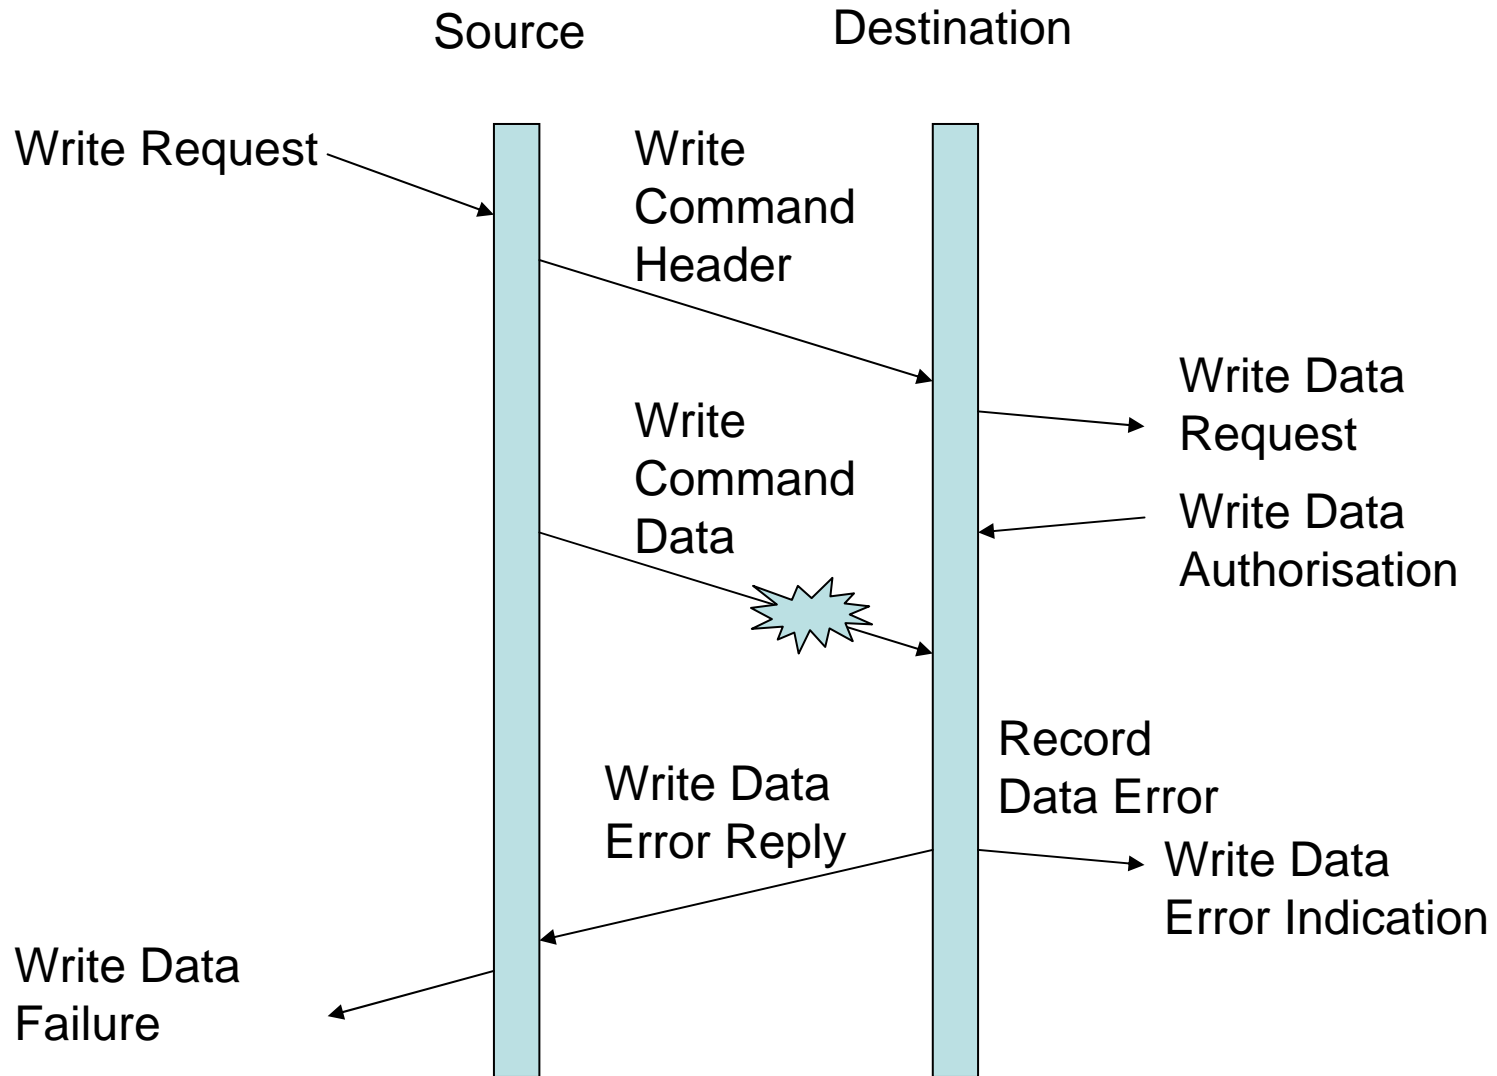 Source
Destination
Write Request
Write
Command
Header
Write Data
Request
Write
Command
Data
Write Data
Authorisation
Record
Data Error
Write Data
Error Reply
Write Data
Error Indication
Write Data
Failure